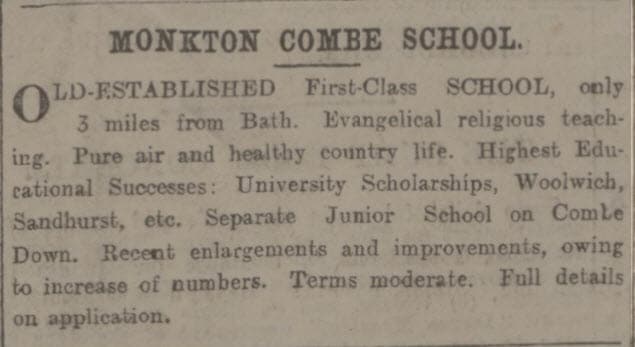 MONKTON COMBE SCHOOL.
OLD-ESTABLISHED First-Class SCHOOL, only
3 miles from Bath. Evangelical religious teach-
ing. Pure air and healthy country life. Highest Edu-
cational Successes: University Scholarships, Woolwich,
Sandhurst, etc. Separate Junior School on Combe
Down. Recent enlargements and improvements, owing
to increase of numbers. Terms moderate. Full details
on application.